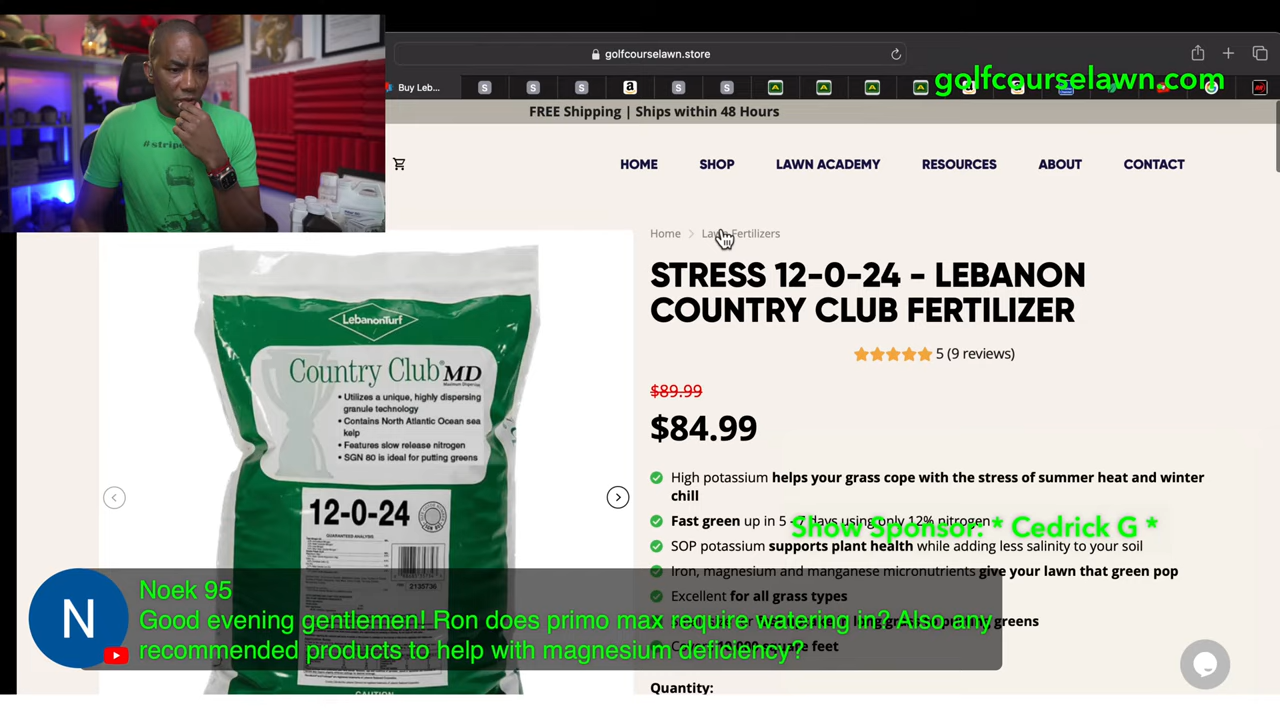 #stripe
golfcourselawn.store
Buy Leb...
golfcourselawn.com
FREE Shipping | Ships within 48 Hours
HOME
SHOP
LAWN ACADEMY
RESOURCES
ABOUT
CONTACT
Home > Lawn Fertilizers
STRESS 12-0-24 - LEBANON
COUNTRY CLUB FERTILIZER
5 (9 reviews)
$89.99
$84.99
High potassium helps your grass cope with the stress of summer heat and winter
chill
Fast green up in 5 - 7 days using only 12% nitrogen
Show Sponsor: * Cedrick G *
SOP potassium supports plant health while adding less salinity to your soil
Iron, magnesium and manganese micronutrients give your lawn that green pop
Excellent for all grass types
greens
square feet
Quantity:
LebanonTurf
Country Club MD
• Utilizes a unique, highly dispersing
granule technology
• Contains North Atlantic Ocean sea
kelp
• Features slow release nitrogen
• SGN 80 is ideal for putting greens
12-0-24
GUARANTEED ANALYSIS
2135736
CAUTION
N
Noek 95
Good evening gentlemen! Ron does primo max require watering in? Also any
recommended products to help with magnesium deficiency?